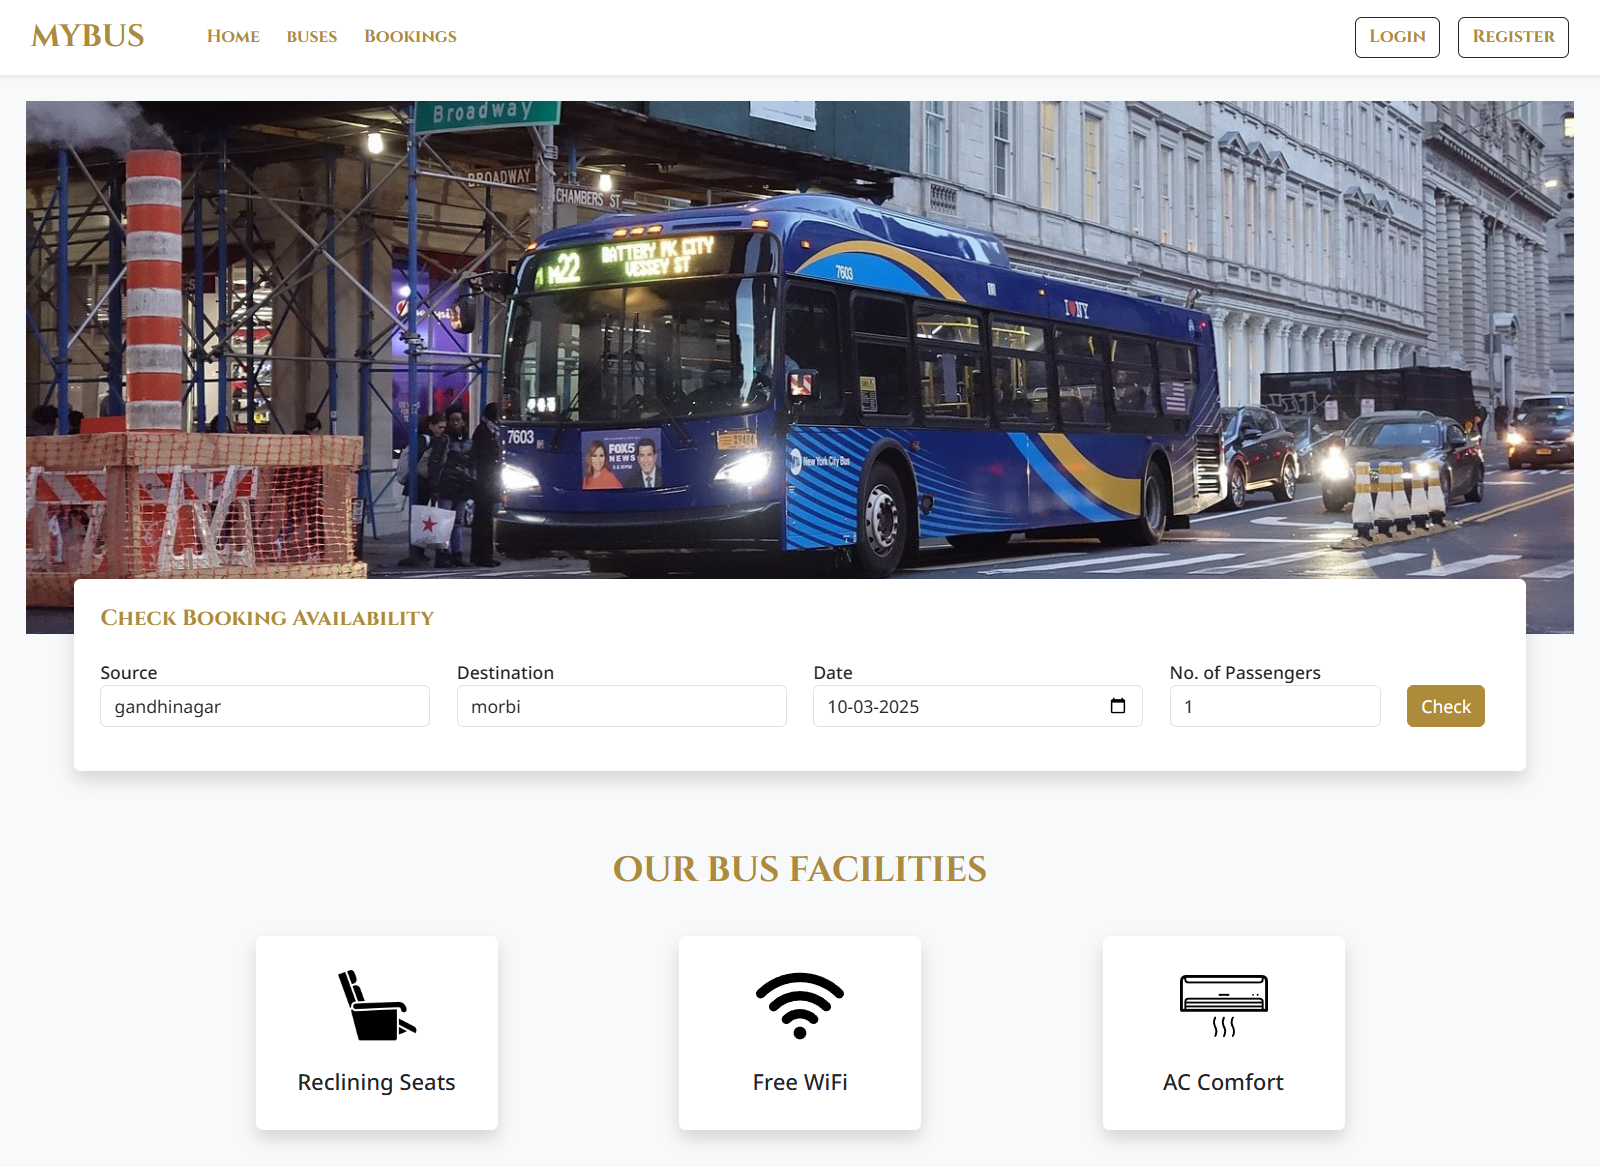 MYBUS
Home buses Bookings
Login Register
Broadway
BROADWAY
CHAMBERS ST
M22
BATTERY PK CITY
VESSEY ST
7603
I NY
7603
FOX5
NEWS
New York City Bus
Check Booking Availability
Source Destination Date No. of Passengers
gandhinagar morbi 10-03-2025 1 Check
OUR BUS FACILITIES
Reclining Seats Free WiFi AC Comfort